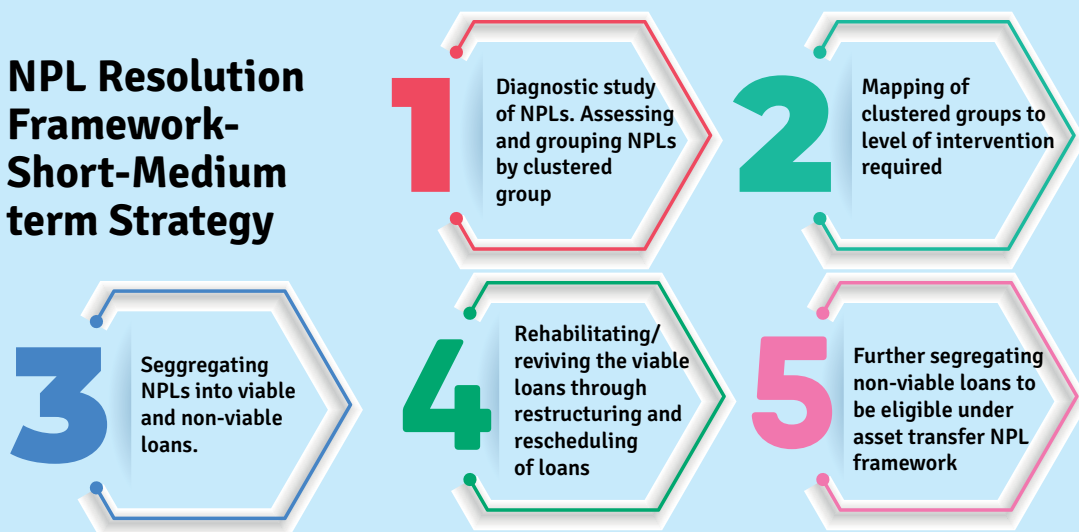 NPL Resolution
Framework-
Short-Medium
term Strategy
1
Diagnostic study
of NPLs. Assessing
and grouping NPLs
by clustered
group
2
Mapping of
clustered groups to
level of intervention
required
3
Seggregating
NPLs into viable
and non-viable
loans.
4
Rehabilitating/
reviving the viable
loans through
restructuring and
rescheduling
of loans
5
Further segregating
non-viable loans to
be eligible under
asset transfer NPL
framework